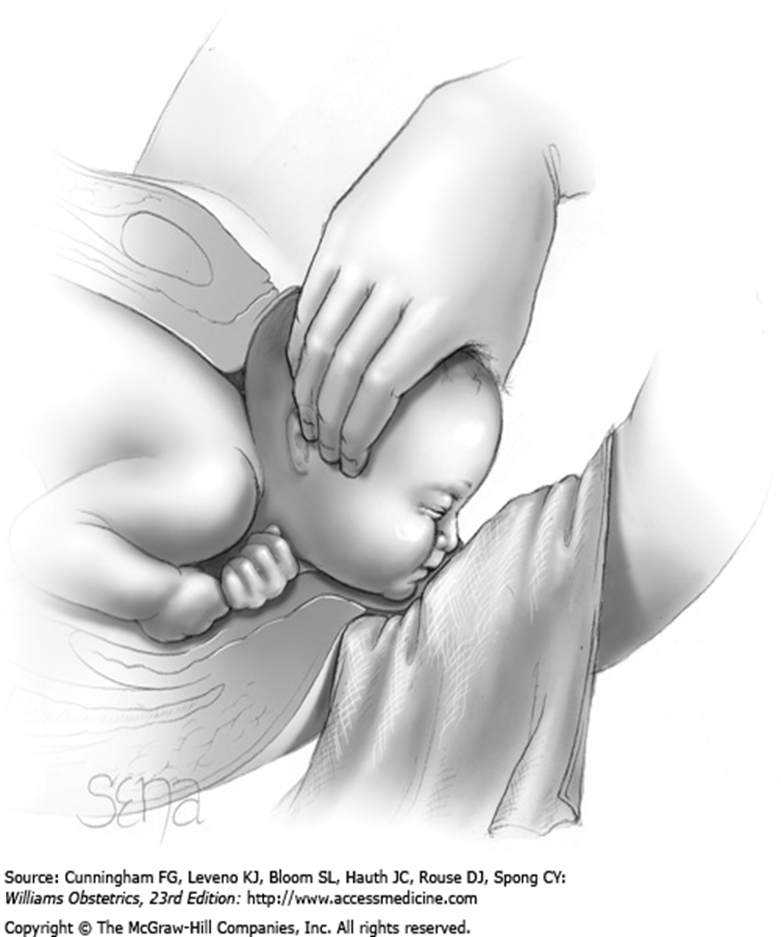 Sena
Source: Cunningham FG, Leveno KJ, Bloom SL, Hauth JC, Rouse DJ, Spong CY:
Williams Obstetrics, 23rd Edition: http://www.accessmedicine.com
Copyright © The McGraw-Hill Companies, Inc. All rights reserved.